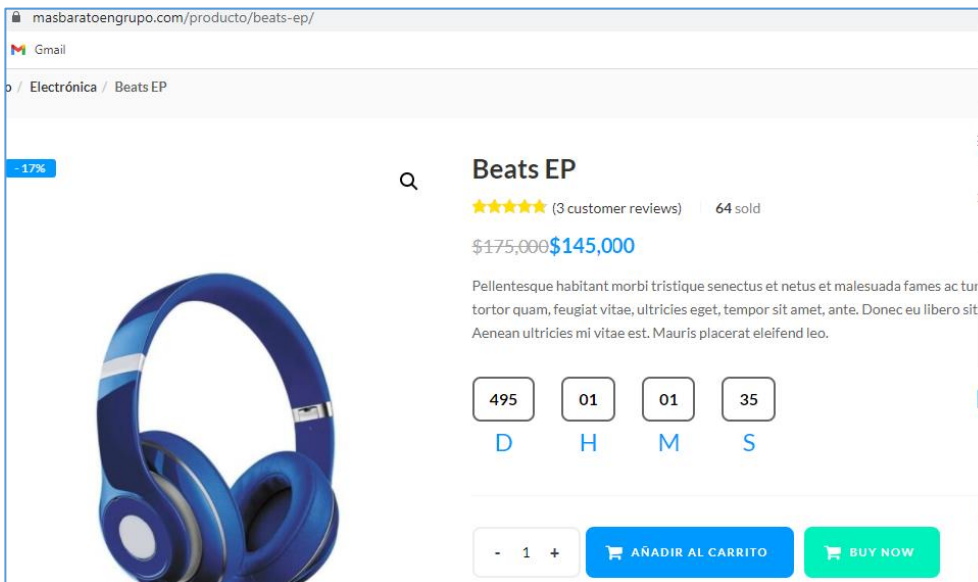 masbaratoengrupo.com/producto/beats-ep/
Gmail
o / Electrónica / Beats EP
-17%
Beats EP
(3 customer reviews) 64 sold
$175,000 $145,000
Pellentesque habitant morbi tristique senectus et netus et malesuada fames ac tur
tortor quam, feugiat vitae, ultricies eget, tempor sit amet, ante. Donec eu libero sit
Aenean ultricies mi vitae est. Mauris placerat eleifend leo.
495 01 01 35
D H M S
- 1 + AÑADIR AL CARRITO BUY NOW